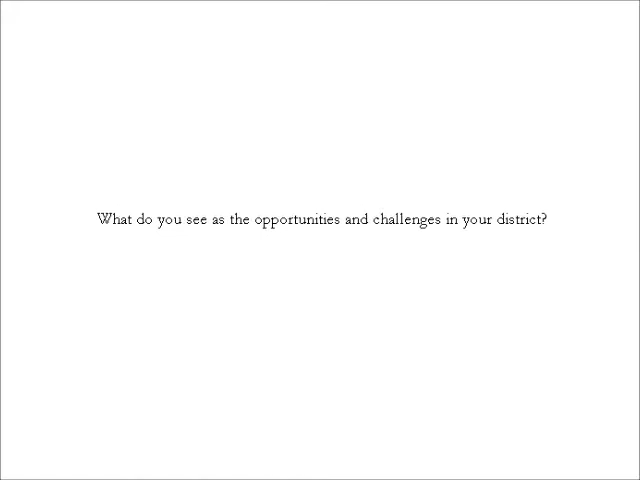 What do you see as the opportunities and challenges in your district?